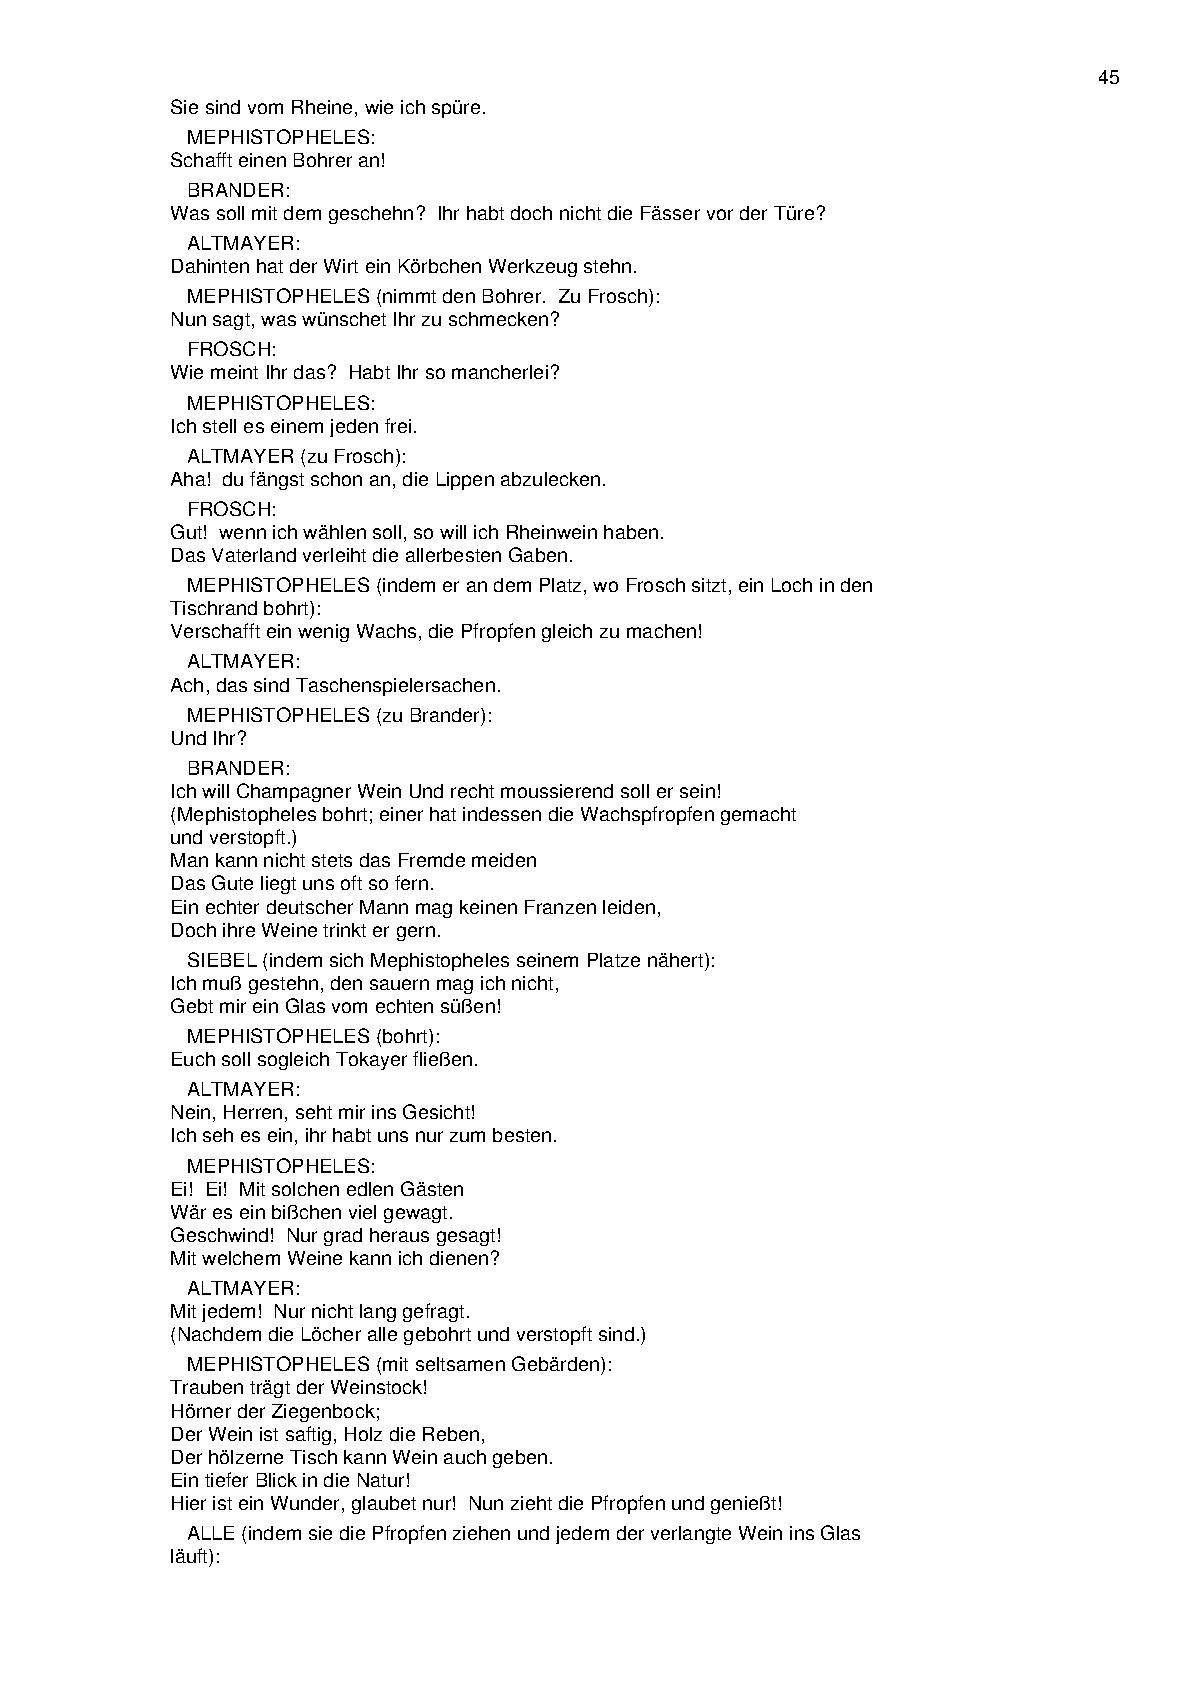 45
Sie sind vom Rheine, wie ich spüre.
MEPHISTOPHELES:
Schafft einen Bohrer an!
BRANDER:
Was soll mit dem geschehn?  Ihr habt doch nicht die Fässer vor der Türe?
ALTMAYER:
Dahinten hat der Wirt ein Körbchen Werkzeug stehn.
MEPHISTOPHELES (nimmt den Bohrer.  Zu Frosch):
Nun sagt, was wünschet Ihr zu schmecken?
FROSCH:
Wie meint Ihr das?  Habt Ihr so mancherlei?
MEPHISTOPHELES:
Ich stell es einem jeden frei.
ALTMAYER (zu Frosch):
Aha!  du fängst schon an, die Lippen abzulecken.
FROSCH:
Gut!  wenn ich wählen soll, so will ich Rheinwein haben.
Das Vaterland verleiht die allerbesten Gaben.
MEPHISTOPHELES (indem er an dem Platz, wo Frosch sitzt, ein Loch in den
Tischrand bohrt):
Verschafft ein wenig Wachs, die Pfropfen gleich zu machen!
ALTMAYER:
Ach, das sind Taschenspielersachen.
MEPHISTOPHELES (zu Brander):
Und Ihr?
BRANDER:
Ich will Champagner Wein Und recht moussierend soll er sein!
(Mephistopheles bohrt; einer hat indessen die Wachspfropfen gemacht
und verstopft.)
Man kann nicht stets das Fremde meiden
Das Gute liegt uns oft so fern.
Ein echter deutscher Mann mag keinen Franzen leiden,
Doch ihre Weine trinkt er gern.
SIEBEL (indem sich Mephistopheles seinem Platze nähert):
Ich muß gestehn, den sauern mag ich nicht,
Gebt mir ein Glas vom echten süßen!
MEPHISTOPHELES (bohrt):
Euch soll sogleich Tokayer fließen.
ALTMAYER:
Nein, Herren, seht mir ins Gesicht!
Ich seh es ein, ihr habt uns nur zum besten.
MEPHISTOPHELES:
Ei!  Ei!  Mit solchen edlen Gästen
Wär es ein bißchen viel gewagt.
Geschwind!  Nur grad heraus gesagt!
Mit welchem Weine kann ich dienen?
ALTMAYER:
Mit jedem!  Nur nicht lang gefragt.
(Nachdem die Löcher alle gebohrt und verstopft sind.)
MEPHISTOPHELES (mit seltsamen Gebärden):
Trauben trägt der Weinstock!
Hörner der Ziegenbock;
Der Wein ist saftig, Holz die Reben,
Der hölzerne Tisch kann Wein auch geben.
Ein tiefer Blick in die Natur!
Hier ist ein Wunder, glaubet nur!  Nun zieht die Pfropfen und genießt!
ALLE (indem sie die Pfropfen ziehen und jedem der verlangte Wein ins Glas
läuft):